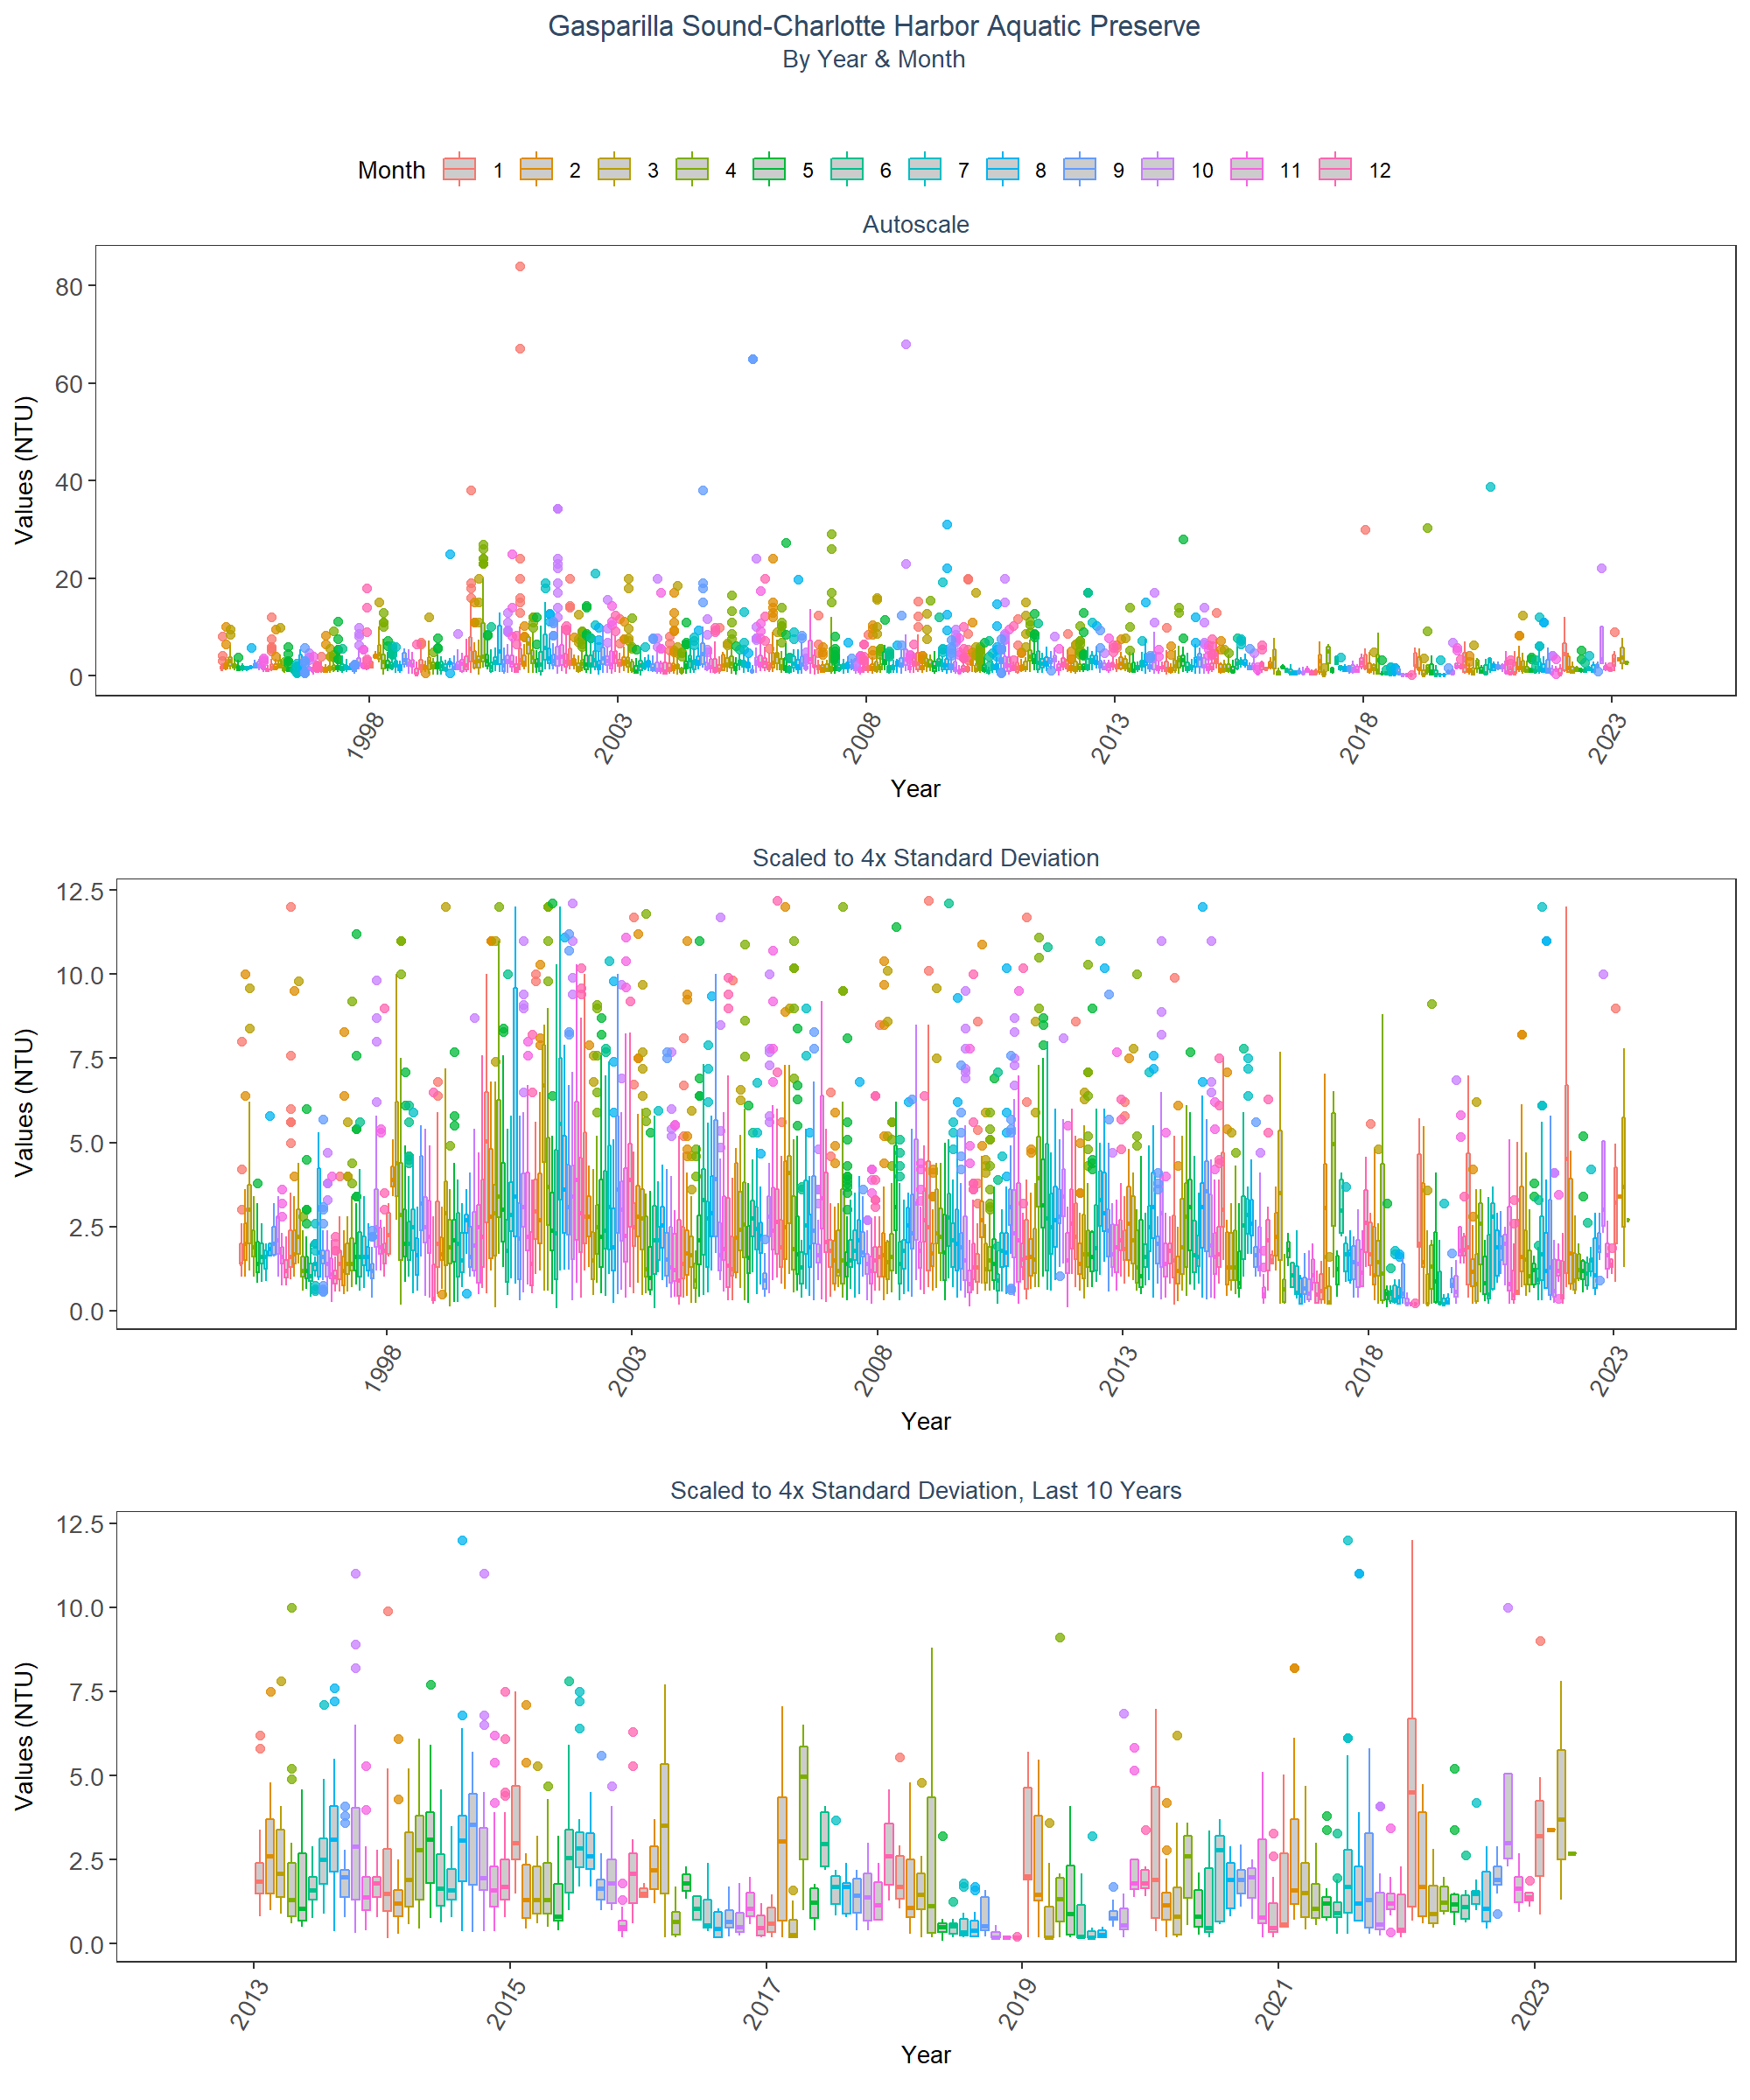 Gasparilla Sound-Charlotte Harbor Aquatic Preserve
By Year & Month
Month 1 2 3 4 5 6 7 8 9 10 11 12
Autoscale
Values (NTU)
80
60
40
20
0
1998 2003 2008 2013 2018 2023
Year
Scaled to 4x Standard Deviation
Values (NTU)
12.5
10.0
7.5
5.0
2.5
0.0
1998 2003 2008 2013 2018 2023
Year
Scaled to 4x Standard Deviation, Last 10 Years
Values (NTU)
12.5
10.0
7.5
5.0
2.5
0.0
2013 2015 2017 2019 2021 2023
Year